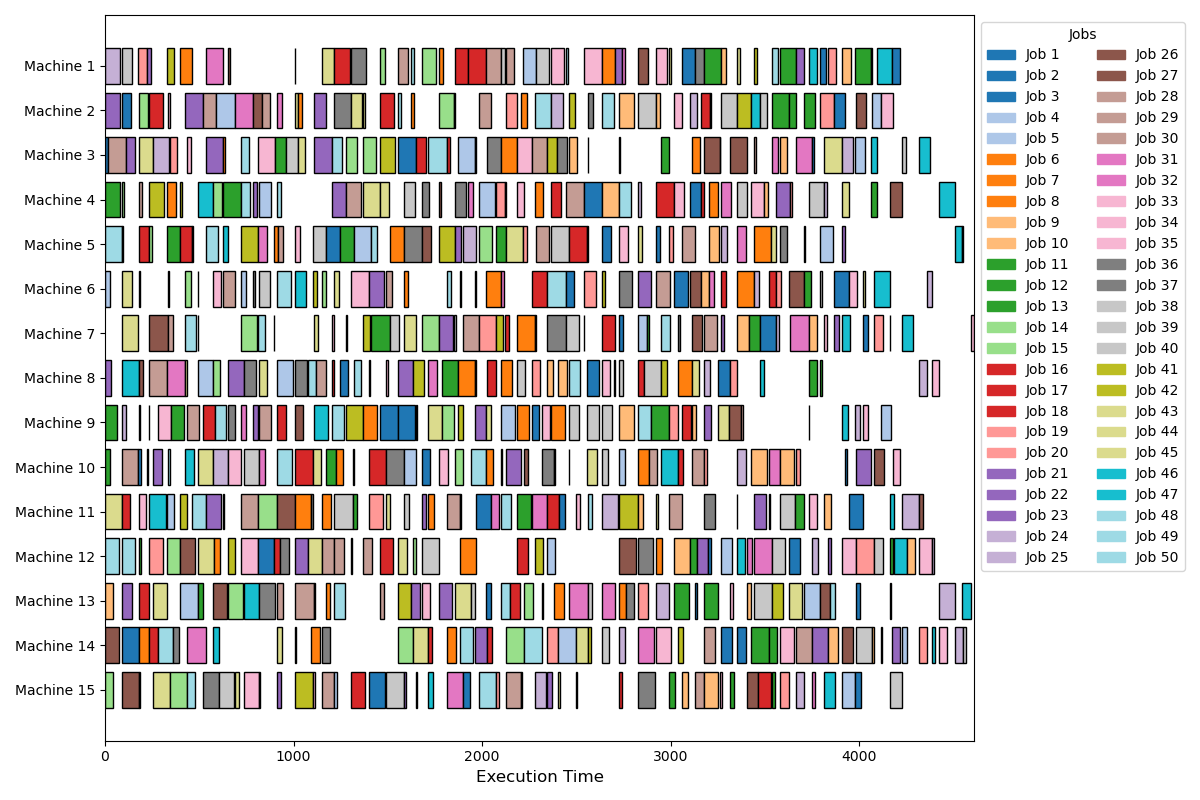 Machine 1
Machine 2
Machine 3
Machine 4
Machine 5
Machine 6
Machine 7
Machine 8
Machine 9
Machine 10
Machine 11
Machine 12
Machine 13
Machine 14
Machine 15
0 1000 2000 3000 4000
Execution Time
Jobs
Job 1 Job 26
Job 2 Job 27
Job 3 Job 28
Job 4 Job 29
Job 5 Job 30
Job 6 Job 31
Job 7 Job 32
Job 8 Job 33
Job 9 Job 34
Job 10 Job 35
Job 11 Job 36
Job 12 Job 37
Job 13 Job 38
Job 14 Job 39
Job 15 Job 40
Job 16 Job 41
Job 17 Job 42
Job 18 Job 43
Job 19 Job 44
Job 20 Job 45
Job 21 Job 46
Job 22 Job 47
Job 23 Job 48
Job 24 Job 49
Job 25 Job 50